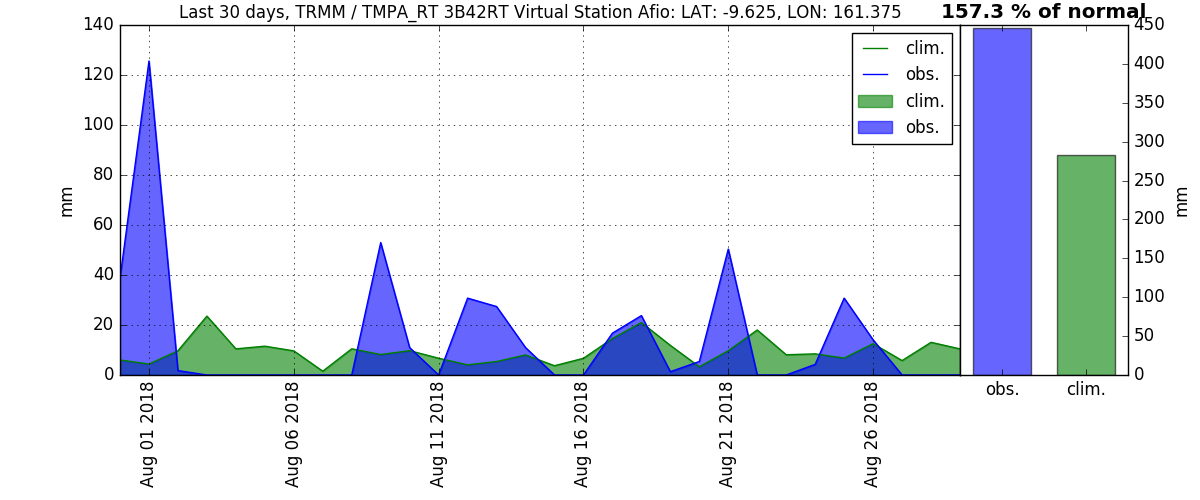 Last 30 days, TRMM / TMPA_RT 3B42RT Virtual Station Afio: LAT: -9.625, LON: 161.375
157.3 % of normal
140
120
100
80
60
40
20
0
mm
clim.
obs.
clim.
obs.
Aug 01 2018
Aug 06 2018
Aug 11 2018
Aug 16 2018
Aug 21 2018
Aug 26 2018
450
400
350
300
250
200
150
100
50
0
mm
obs.
clim.